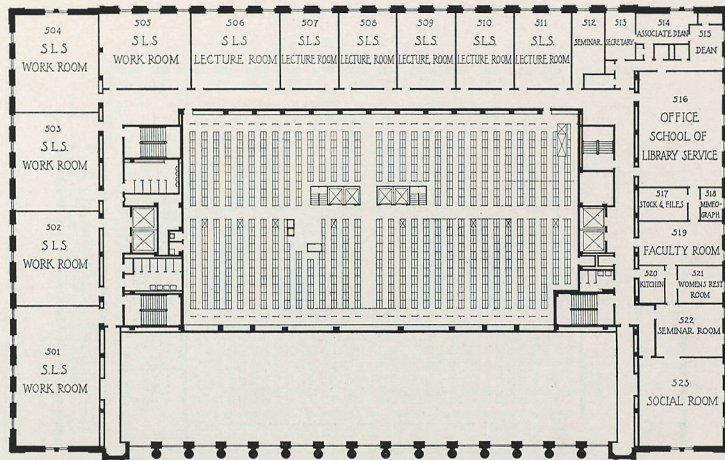 504
S.L.S
WORK ROOM
505
S.L.S
WORK ROOM
506
S.L.S
LECTURE ROOM
507
S.L.S.
LECTURE ROOM
508
S.L.S.
LECTURE ROOM
509
S.L.S.
LECTURE ROOM
510
S.L.S.
LECTURE ROOM
511
S.L.S.
LECTURE ROOM
512
SEMINAR
513
SECRETARY
514
ASSOCIATE DEAN
515
DEAN
503
S.L.S.
WORK ROOM
516
OFFICE
SCHOOL OF
LIBRARY SERVICE
517
STOCK & FILES
518
MIMEO-
GRAPH
502
S.L.S
WORK ROOM
519
FACULTY ROOM
520
KITCHEN
521
WOMENS REST
ROOM
522
SEMINAR ROOM
501
S.L.S
WORK ROOM
523
SOCIAL ROOM